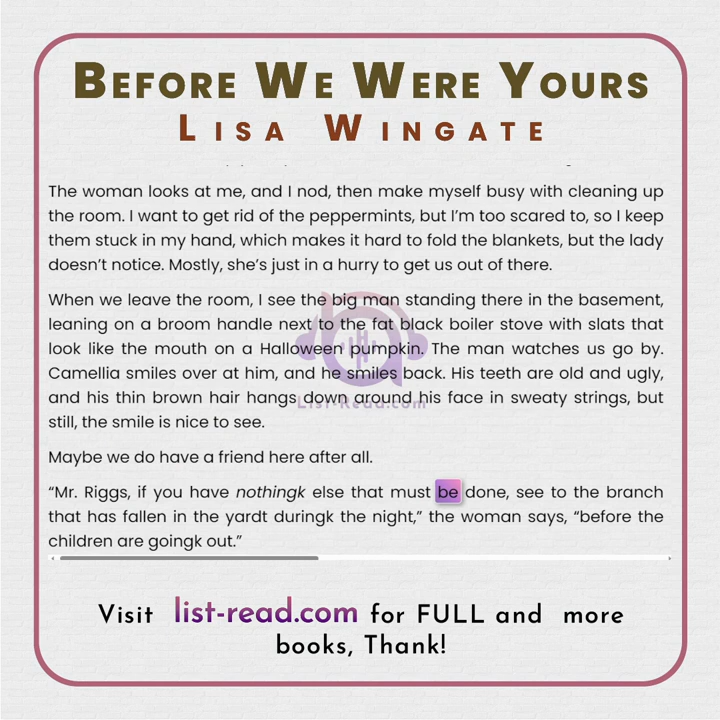 BEFORE WE WERE YOURS
LISA WINGATE
The woman looks at me, and I nod, then make myself busy with cleaning up
the room. I want to get rid of the peppermints, but I’m too scared to, so I keep
them stuck in my hand, which makes it hard to fold the blankets, but the lady
doesn’t notice. Mostly, she’s just in a hurry to get us out of there.
When we leave the room, I see the big man standing there in the basement,
leaning on a broom handle next to the fat black boiler stove with slats that
look like the mouth on a Halloween pumpkin. The man watches us go by.
Camellia smiles over at him, and he smiles back. His teeth are old and ugly,
and his thin brown hair hangs down around his face in sweaty strings, but
List-Read.com
still, the smile is nice to see.
Maybe we do have a friend here after all.
“Mr. Riggs, if you have nothingk else that must be done, see to the branch
that has fallen in the yardt duringk the night,” the woman says, “before the
children are goingk out.”
Visit list-read.com for FULL and more
books, Thank!